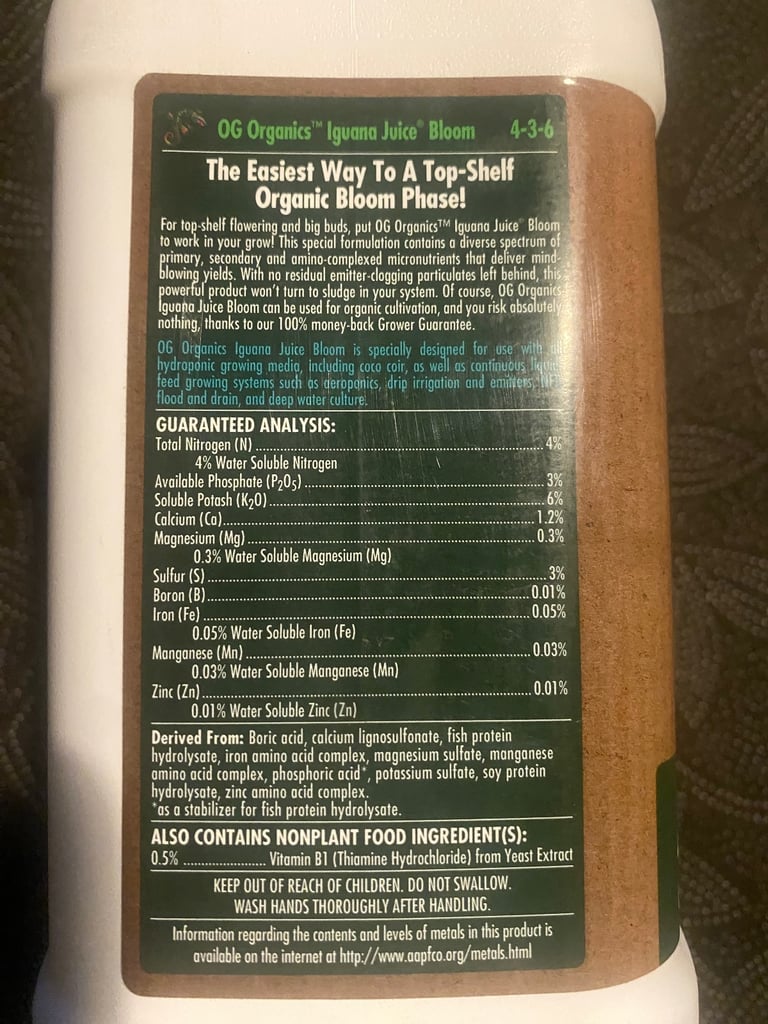 OG Organics™ Iguana Juice® Bloom 4-3-6
The Easiest Way To A Top-Shelf
Organic Bloom Phase!
For top-shelf flowering and big buds, put OG Organics™ Iguana Juice® Bloom
to work in your grow! This special formulation contains a diverse spectrum of
primary, secondary and amino-complexed micronutrients that deliver mind-
blowing yields. With no residual emitter-clogging particulates left behind, this
powerful product won't turn to sludge in your system. Of course, OG Organics
Iguana Juice Bloom can be used for organic cultivation, and you risk absolutely
nothing, thanks to our 100% money-back Grower Guarantee.
OG Organics Iguana Juice Bloom is specially designed for use with all
hydroponic growing media, including coco coir, as well as continuous liquid
feed growing systems such as aeroponics, drip irrigation and emitters, NFT,
flood and drain, and deep water culture.
GUARANTEED ANALYSIS:
Total Nitrogen (N) 4%
4% Water Soluble Nitrogen
Available Phosphate (P₂O₅) 3%
Soluble Potash (K₂O) 6%
Calcium (Ca) 1.2%
Magnesium (Mg) 0.3%
0.3% Water Soluble Magnesium (Mg)
Sulfur (S) 3%
Boron (B) 0.01%
Iron (Fe) 0.05%
0.05% Water Soluble Iron (Fe)
Manganese (Mn) 0.03%
0.03% Water Soluble Manganese (Mn)
Zinc (Zn) 0.01%
0.01% Water Soluble Zinc (Zn)
Derived From: Boric acid, calcium lignosulfonate, fish protein
hydrolysate, iron amino acid complex, magnesium sulfate, manganese
amino acid complex, phosphoric acid*, potassium sulfate, soy protein
hydrolysate, zinc amino acid complex.
*as a stabilizer for fish protein hydrolysate.
ALSO CONTAINS NONPLANT FOOD INGREDIENT(S):
0.5% Vitamin B1 (Thiamine Hydrochloride) from Yeast Extract
KEEP OUT OF REACH OF CHILDREN. DO NOT SWALLOW.
WASH HANDS THOROUGHLY AFTER HANDLING.
Information regarding the contents and levels of metals in this product is
available on the internet at http://www.aapfco.org/metals.html